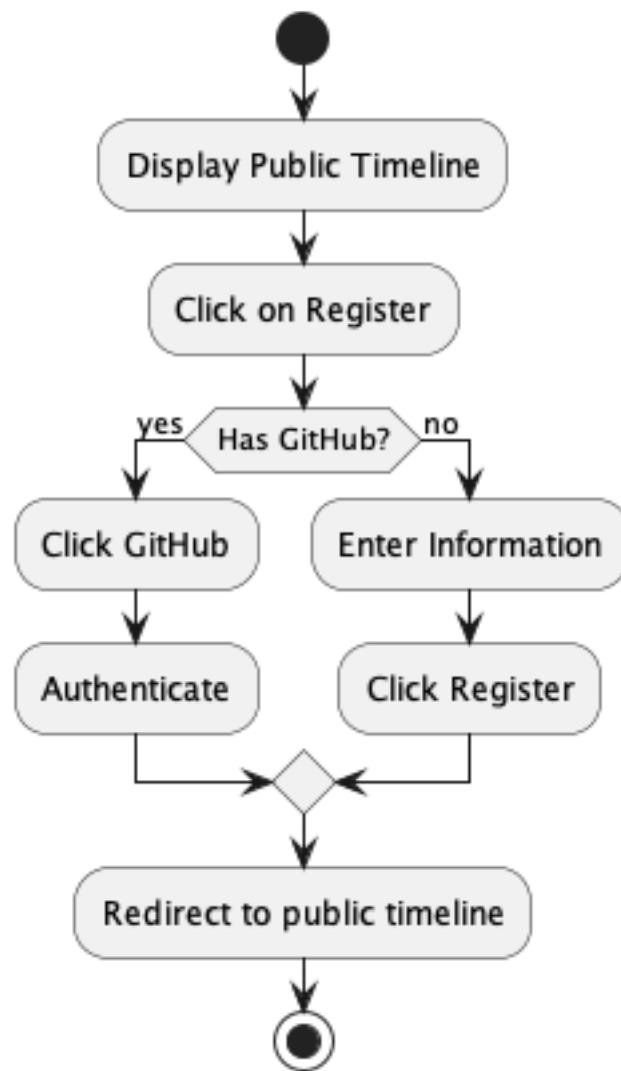 Display Public Timeline
Click on Register
yes
Has GitHub?
no
Click GitHub
Enter Information
Authenticate
Click Register
Redirect to public timeline